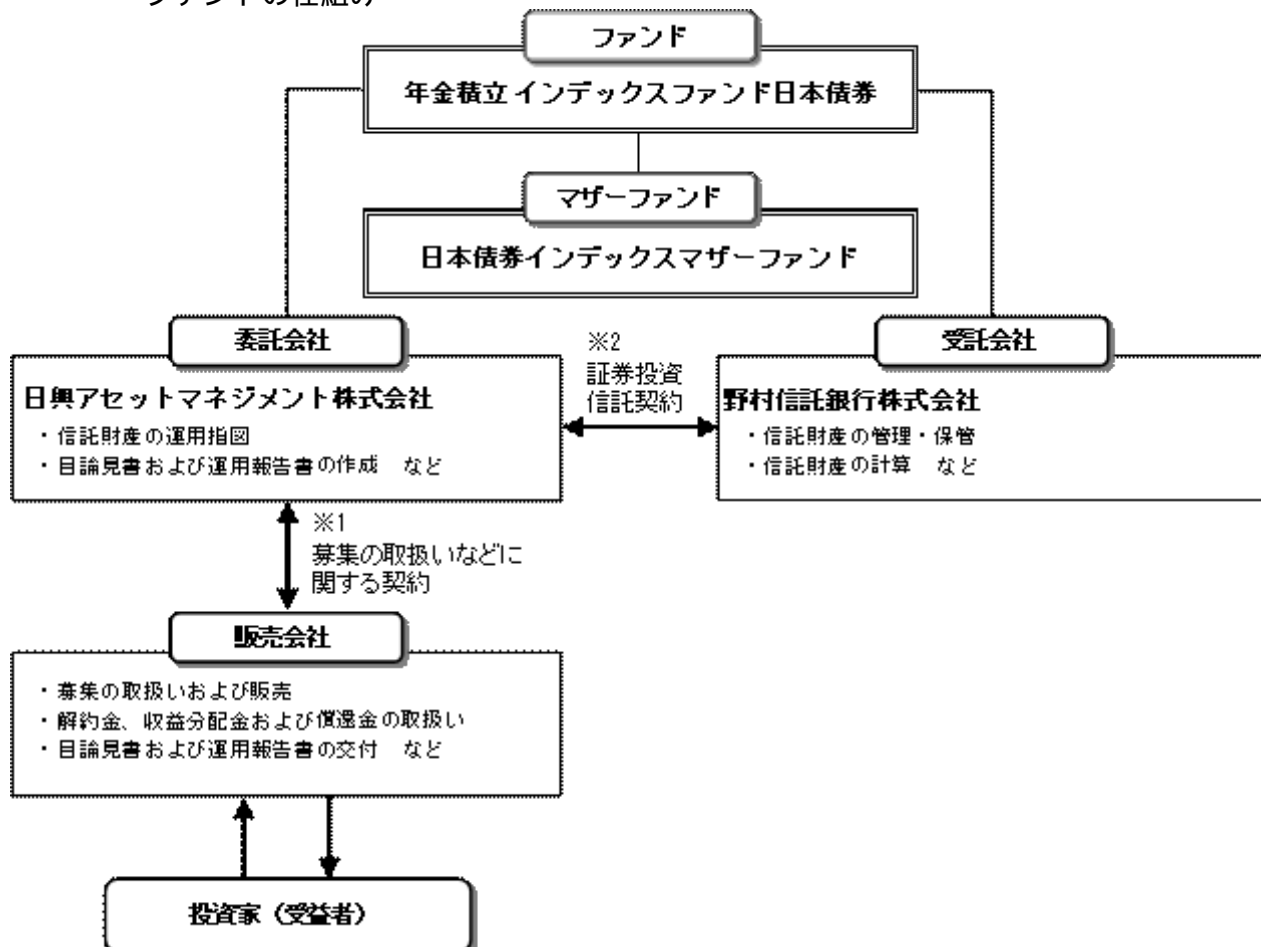 ファンドの仕組み
ファンド
年金積立 インデックスファンド日本債券
マザーファンド
日本債券インデックスマザーファンド
委託会社
日興アセットマネジメント株式会社
・信託財産の運用指図
・目論見書および運用報告書の作成 など
※2
証券投資
信託契約
受託会社
野村信託銀行株式会社
・信託財産の管理・保管
・信託財産の計算 など
※1
募集の取扱いなどに
関する契約
販売会社
・募集の取扱いおよび販売
・解約金、収益分配金および償還金の取扱い
・目論見書および運用報告書の交付 など
投資家（受益者）